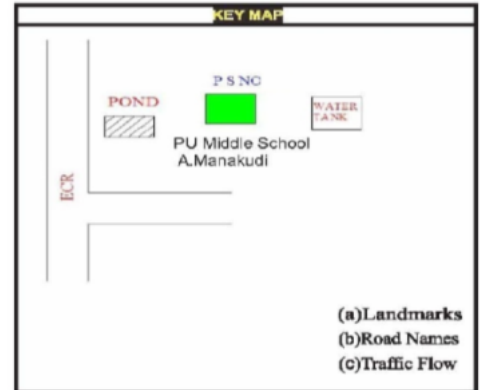 KEY MAP
P S NO
POND
WATER
TANK
PU Middle School
A.Manakudi
ECR
(a)Landmarks
(b)Road Names
(c)Traffic Flow